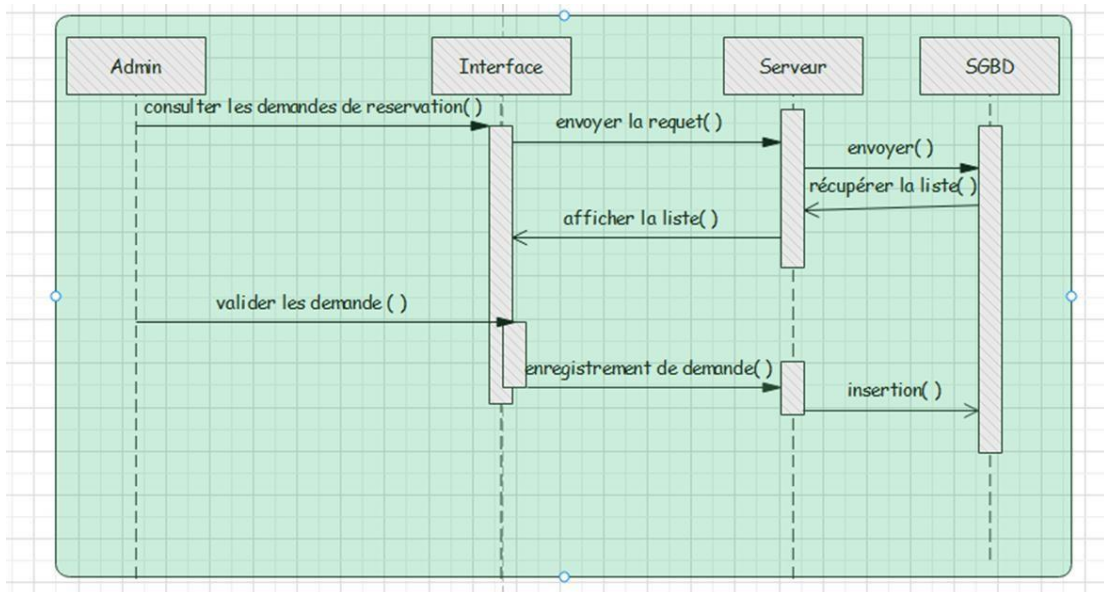 Admin
Interface
Serveur
SGBD
consulter les demandes de reservation( )
envoyer la requet( )
envoyer( )
récupérer la liste( )
afficher la liste( )
valider les demande ( )
enregistrement de demande( )
insertion( )